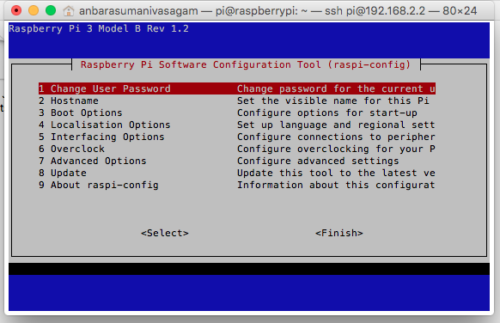 anbarasumanivasagam — pi@raspberrypi: ~ — ssh pi@192.168.2.2 — 80×24
Raspberry Pi 3 Model B Rev 1.2
Raspberry Pi Software Configuration Tool (raspi-config)
1 Change User Password Change password for the current u
2 Hostname Set the visible name for this Pi
3 Boot Options Configure options for start-up
4 Localisation Options Set up language and regional sett
5 Interfacing Options Configure connections to peripher
6 Overclock Configure overclocking for your P
7 Advanced Options Configure advanced settings
8 Update Update this tool to the latest ve
9 About raspi-config Information about this configurat
<Select> <Finish>